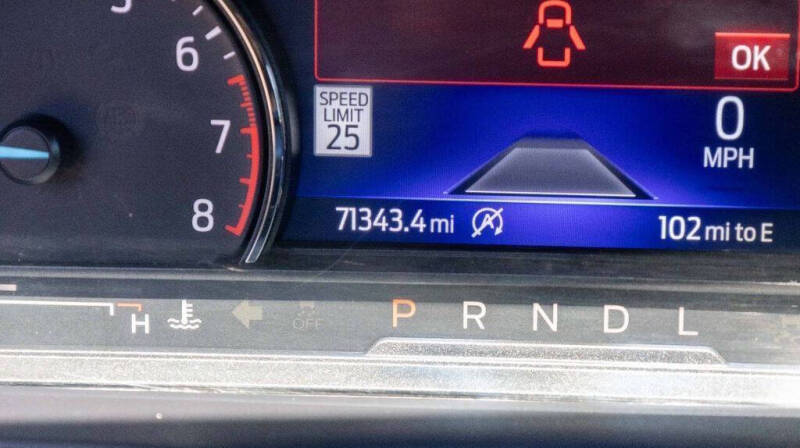 6
7
8
OK
SPEED
LIMIT
25
0
MPH
71343.4 mi
A
102 mi to E
H
OFF
P R N D L